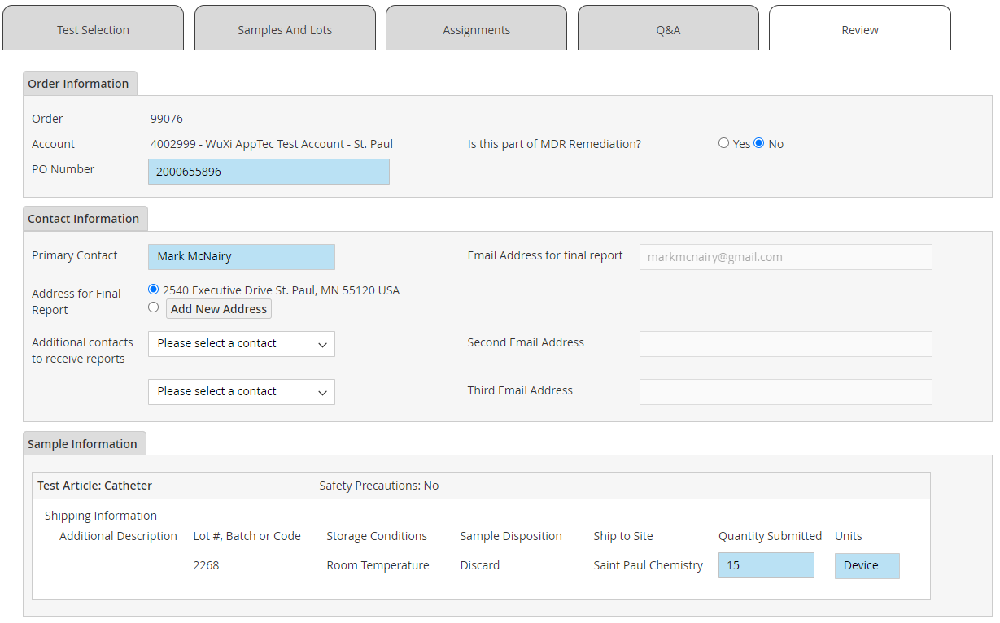 Test Selection Samples And Lots Assignments Q&A Review
Order Information
Order 99076
Account 4002999 - WuXi AppTec Test Account - St. Paul Is this part of MDR Remediation? Yes No
PO Number 2000655896
Contact Information
Primary Contact Mark McNairy Email Address for final report markmcnairy@gmail.com
Address for Final 2540 Executive Drive St. Paul, MN 55120 USA
Report Add New Address
Additional contacts Please select a contact Second Email Address
to receive reports
Please select a contact Third Email Address
Sample Information
Test Article: Catheter Safety Precautions: No
Shipping Information
Additional Description Lot #, Batch or Code Storage Conditions Sample Disposition Ship to Site Quantity Submitted Units
2268 Room Temperature Discard Saint Paul Chemistry 15 Device